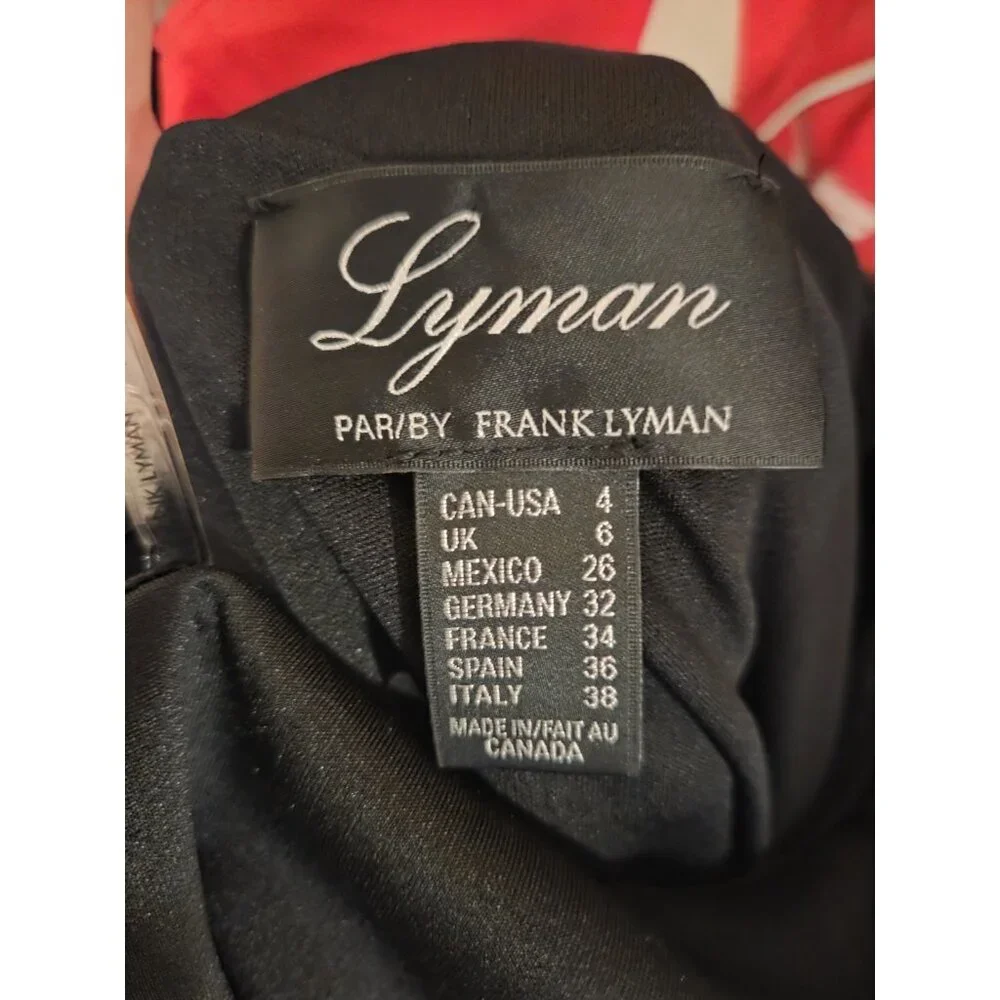 Lyman
PAR/BY FRANK LYMAN
CAN-USA 4
UK 6
MEXICO 26
GERMANY 32
FRANCE 34
SPAIN 36
ITALY 38
MADE IN/FAIT AU
CANADA
K LYMAN